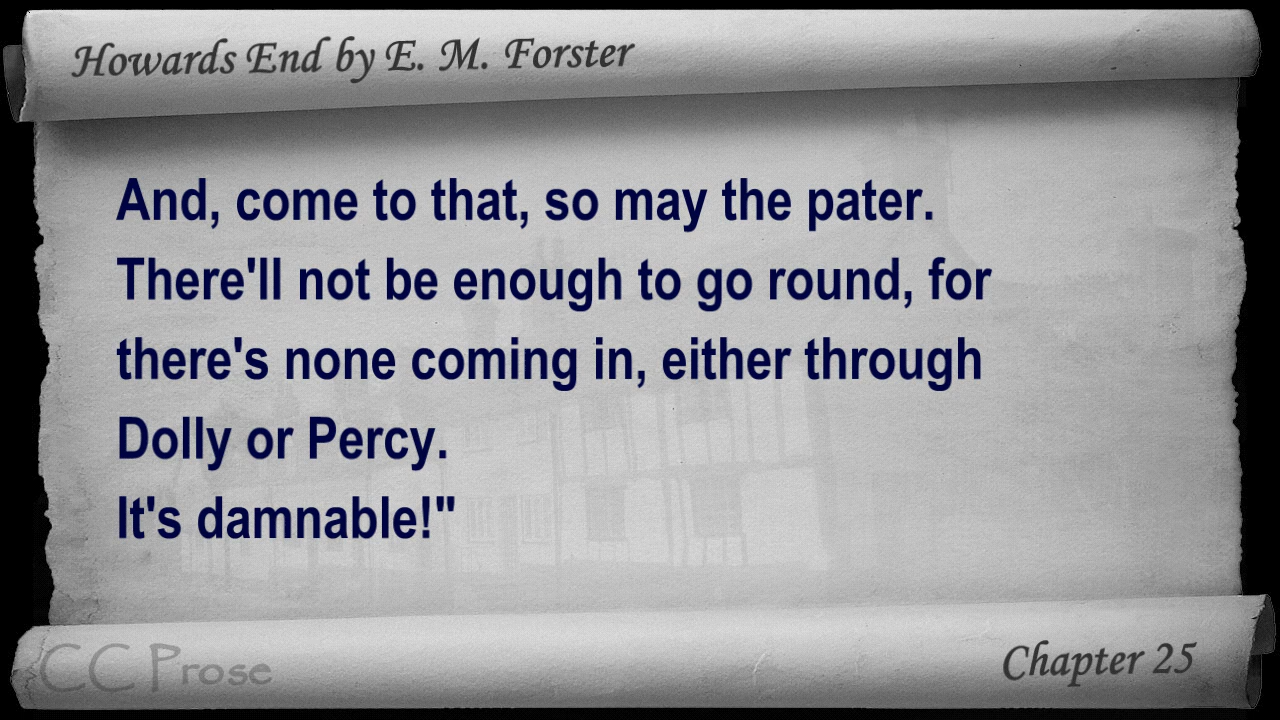 Howards End by E. M. Forster
And, come to that, so may the pater.
There'll not be enough to go round, for
there's none coming in, either through
Dolly or Percy.
It's damnable!"
CC Prose
Chapter 25